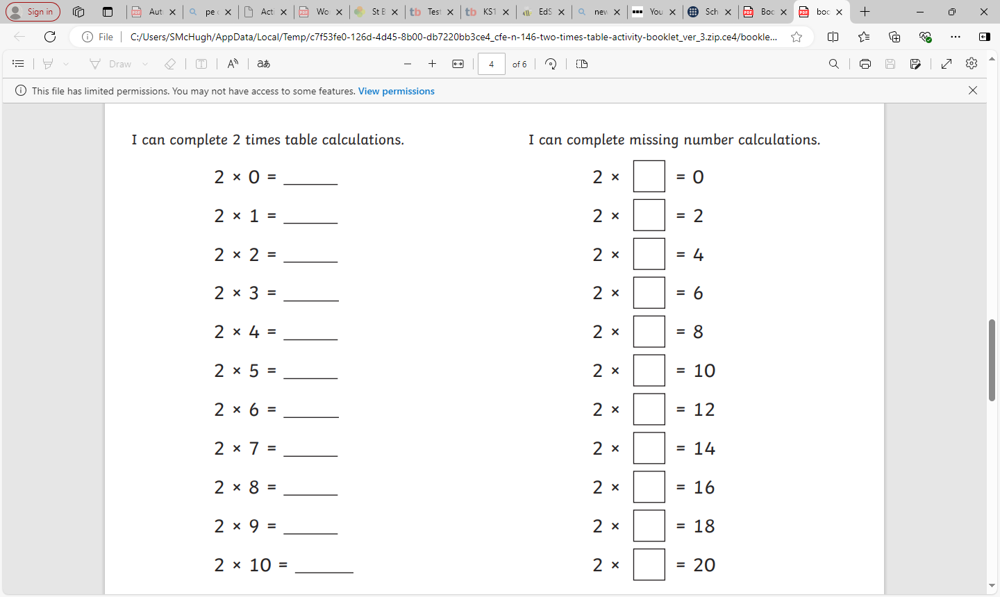 Sign in
Aut
pe c
Acti
Wo
St B
Test
KS1
EdS
new
You
Sch
Boo
boo
File
C:/Users/SMcHugh/AppData/Local/Temp/c7f53fe0-126d-4d45-8b00-db7220bb3ce4_cfe-n-146-two-times-table-activity-booklet_ver_3.zip.ce4/bookle...
Draw
4 of 6
This file has limited permissions. You may not have access to some features. View permissions
I can complete 2 times table calculations.
2 × 0 = ______
2 × 1 = ______
2 × 2 = ______
2 × 3 = ______
2 × 4 = ______
2 × 5 = ______
2 × 6 = ______
2 × 7 = ______
2 × 8 = ______
2 × 9 = ______
2 × 10 = ______
I can complete missing number calculations.
2 × □ = 0
2 × □ = 2
2 × □ = 4
2 × □ = 6
2 × □ = 8
2 × □ = 10
2 × □ = 12
2 × □ = 14
2 × □ = 16
2 × □ = 18
2 × □ = 20